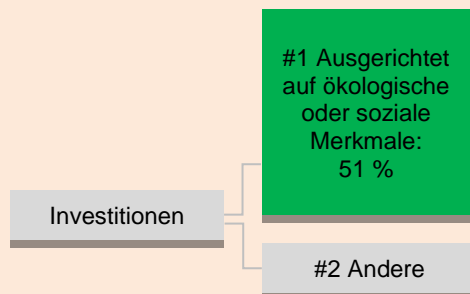 #1 Ausgerichtet
auf ökologische
oder soziale
Merkmale:
51 %
Investitionen
#2 Andere